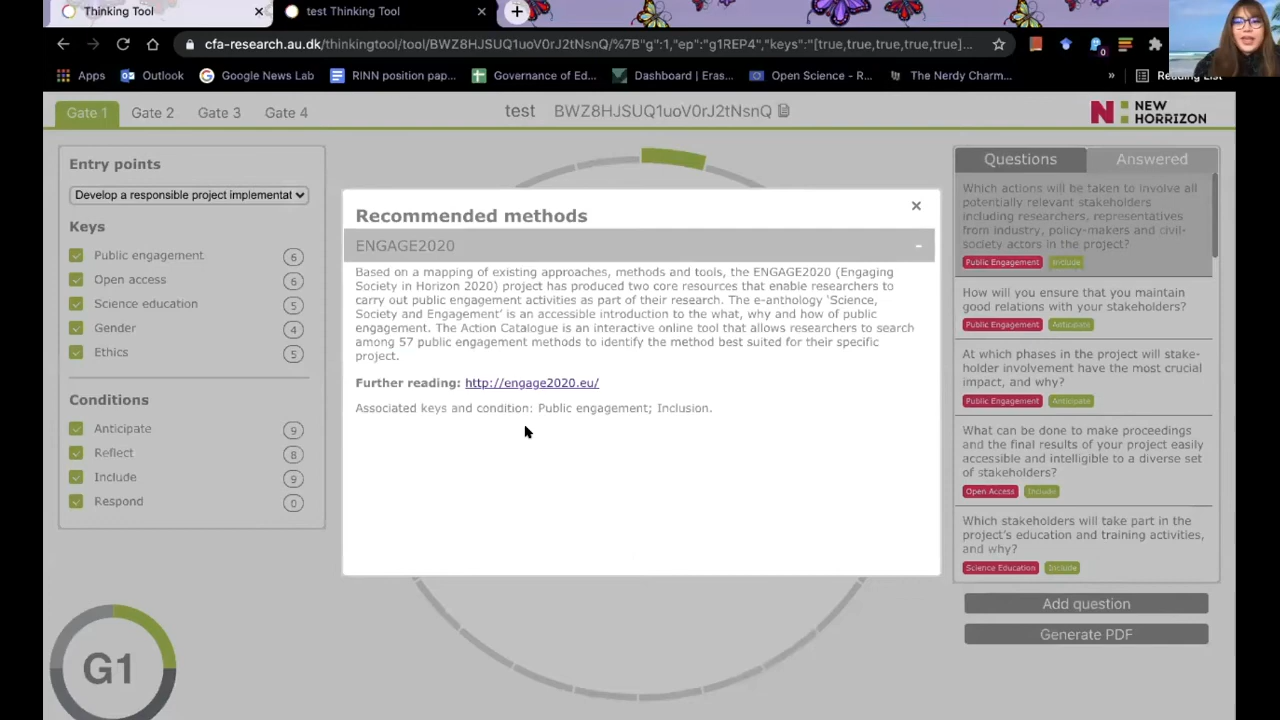 Thinking Tool
test Thinking Tool
cfa-research.au.dk/thinkingtool/tool/BWZ8HJSUQ1uoV0rJ2tNsnQ/%7B"g":1,"ep":"g1REP4","keys":"[true,true,true,true,true]...
Apps
Outlook
Google News Lab
RINN position pap...
Governance of Ed...
Dashboard | Eras...
Open Science - R...
The Nerdy Charm...
»
Reading List
Gate 1
Gate 2
Gate 3
Gate 4
test BWZ8HJSUQ1uoV0rJ2tNsnQ
NEW
HORRIZON
Entry points
Develop a responsible project implementat
Keys
Public engagement 6
Open access 6
Science education 5
Gender 4
Ethics 5
Conditions
Anticipate 9
Reflect 8
Include 9
Respond 0
G1
Recommended methods
ENGAGE2020
Based on a mapping of existing approaches, methods and tools, the ENGAGE2020 (Engaging
Society in Horizon 2020) project has produced two core resources that enable researchers to
carry out public engagement activities as part of their research. The e-anthology 'Science,
Society and Engagement' is an accessible introduction to the what, why and how of public
engagement. The Action Catalogue is an interactive online tool that allows researchers to search
among 57 public engagement methods to identify the method best suited for their specific
project.
Further reading: http://engage2020.eu/
Associated keys and condition: Public engagement; Inclusion.
Questions
Answered
Which actions will be taken to involve all
potentially relevant stakeholders
including researchers, representatives
from industry, policy-makers and civil-
society actors in the project?
Public Engagement Include
How will you ensure that you maintain
good relations with your stakeholders?
Public Engagement Anticipate
At which phases in the project will stake-
holder involvement have the most crucial
impact, and why?
Public Engagement Anticipate
What can be done to make proceedings
and the final results of your project easily
accessible and intelligible to a diverse set
of stakeholders?
Open Access Include
Which stakeholders will take part in the
project's education and training activities,
and why?
Science Education Include
Add question
Generate PDF